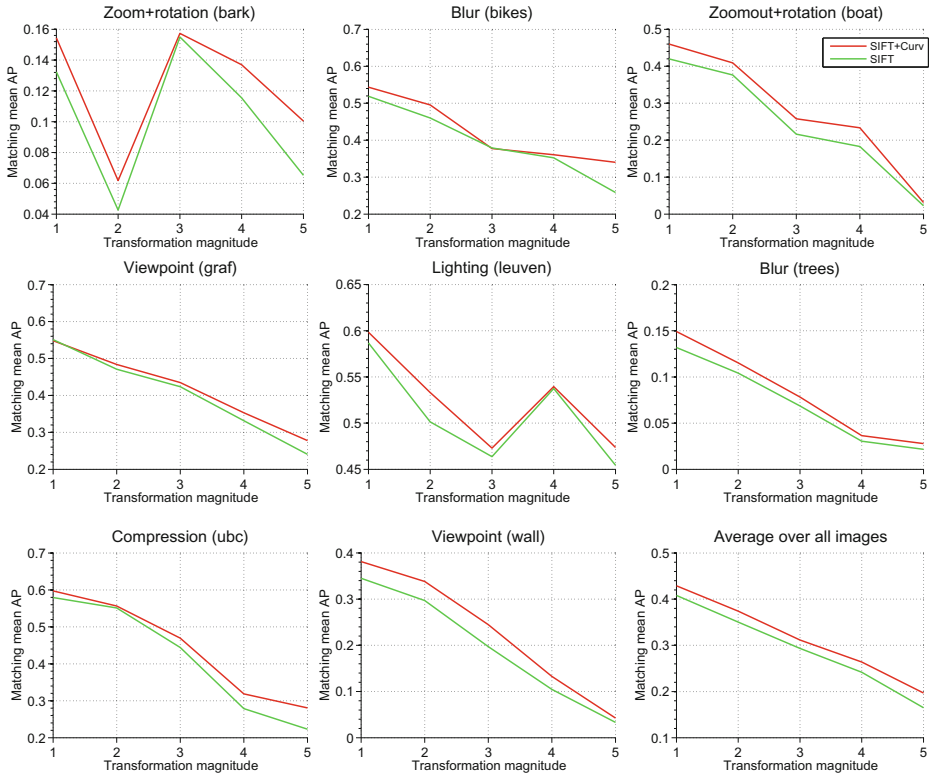 Zoom+rotation (bark)
Matching mean AP
0.16
0.14
0.12
0.1
0.08
0.06
0.04
1 2 3 4 5
Transformation magnitude
Blur (bikes)
Matching mean AP
0.7
0.6
0.5
0.4
0.3
0.2
1 2 3 4 5
Transformation magnitude
Zoomout+rotation (boat)
SIFT+Curv
SIFT
Matching mean AP
0.5
0.4
0.3
0.2
0.1
0
1 2 3 4 5
Transformation magnitude
Viewpoint (graf)
Matching mean AP
0.7
0.6
0.5
0.4
0.3
0.2
1 2 3 4 5
Transformation magnitude
Lighting (leuven)
Matching mean AP
0.65
0.6
0.55
0.5
0.45
1 2 3 4 5
Transformation magnitude
Blur (trees)
Matching mean AP
0.2
0.15
0.1
0.05
0
1 2 3 4 5
Transformation magnitude
Compression (ubc)
Matching mean AP
0.7
0.6
0.5
0.4
0.3
0.2
1 2 3 4 5
Transformation magnitude
Viewpoint (wall)
Matching mean AP
0.4
0.3
0.2
0.1
0
1 2 3 4 5
Transformation magnitude
Average over all images
Matching mean AP
0.5
0.4
0.3
0.2
0.1
1 2 3 4 5
Transformation magnitude